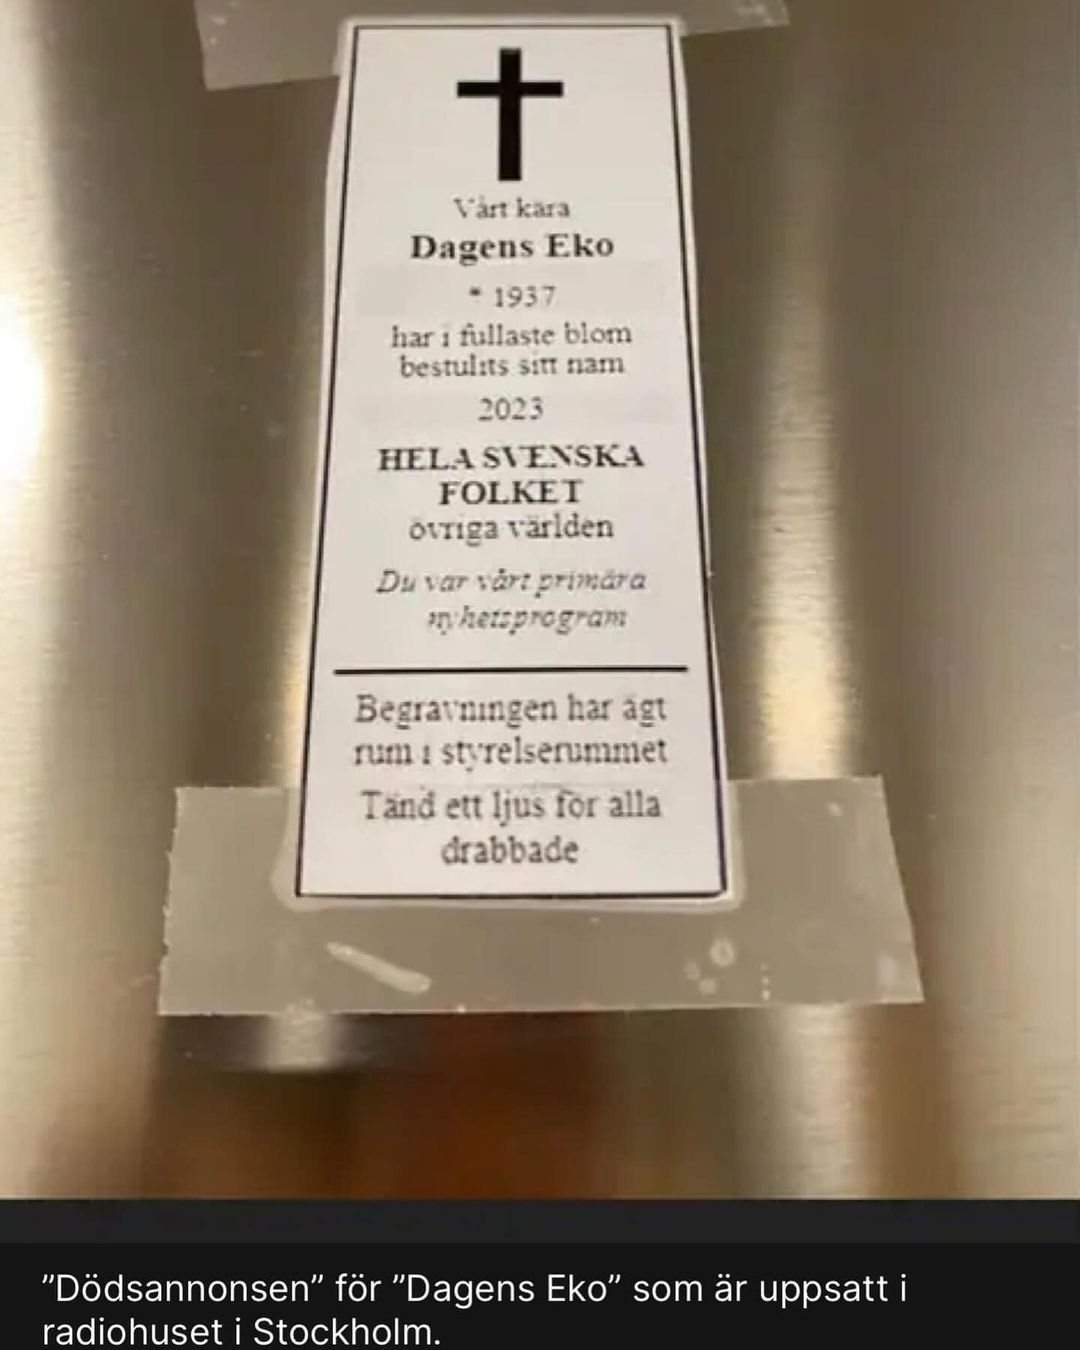 Vårt kära
Dagens Eko
* 1937
har i fullaste blom
bestulits sitt namn
2023
HELA SVENSKA
FOLKET
övriga världen
Du var vårt primära
nyhetsprogram
Begravningen har ägt
rum i styrelserummet
Tänd ett ljus för alla
drabbade
”Dödsannonsen” för ”Dagens Eko” som är uppsatt i
radiohuset i Stockholm.